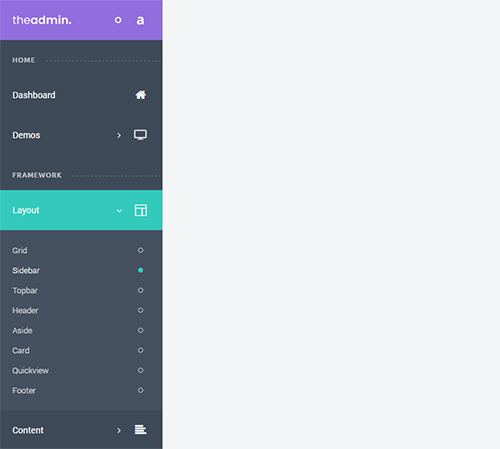 theadmin. a
HOME
Dashboard
Demos
FRAMEWORK
Layout
Grid
Sidebar
Topbar
Header
Aside
Card
Quickview
Footer
Content